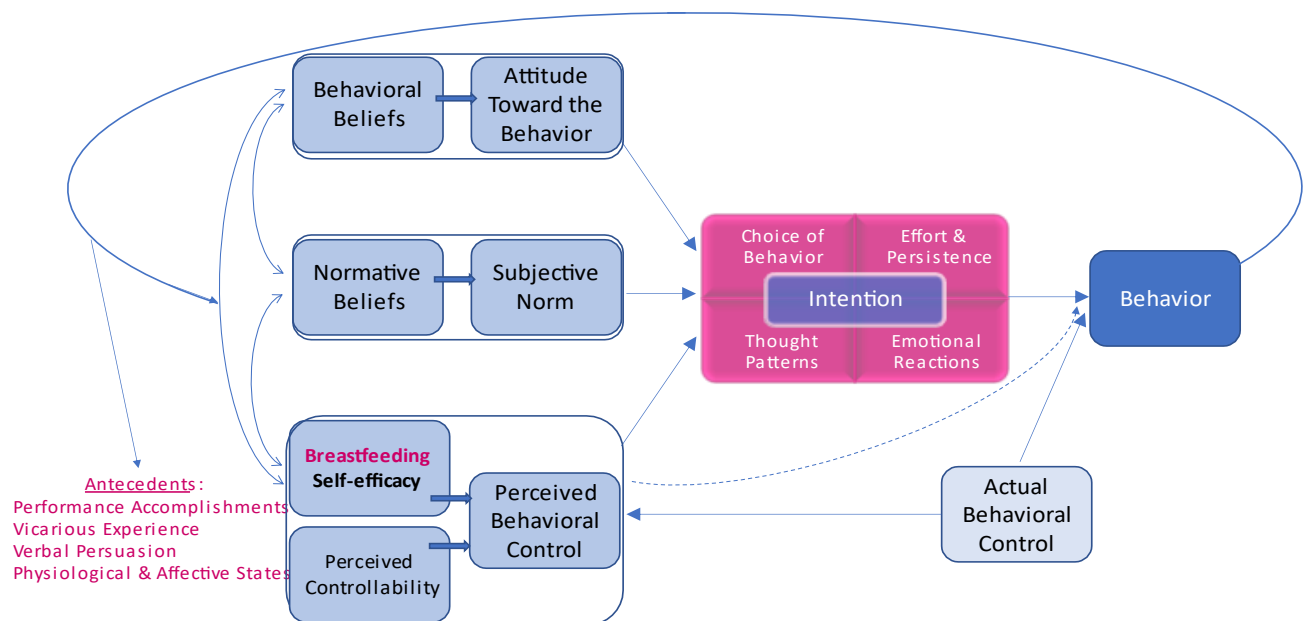 Behavioral
Beliefs
Attitude
Toward the
Behavior
Normative
Beliefs
Subjective
Norm
Choice of
Behavior
Effort &
Persistence
Intention
Thought
Patterns
Emotional
Reactions
Behavior
Breastfeeding
Self-efficacy
Perceived
Controllability
Perceived
Behavioral
Control
Actual
Behavioral
Control
Antecedents:
Performance Accomplishments
Vicarious Experience
Verbal Persuasion
Physiological & Affective States